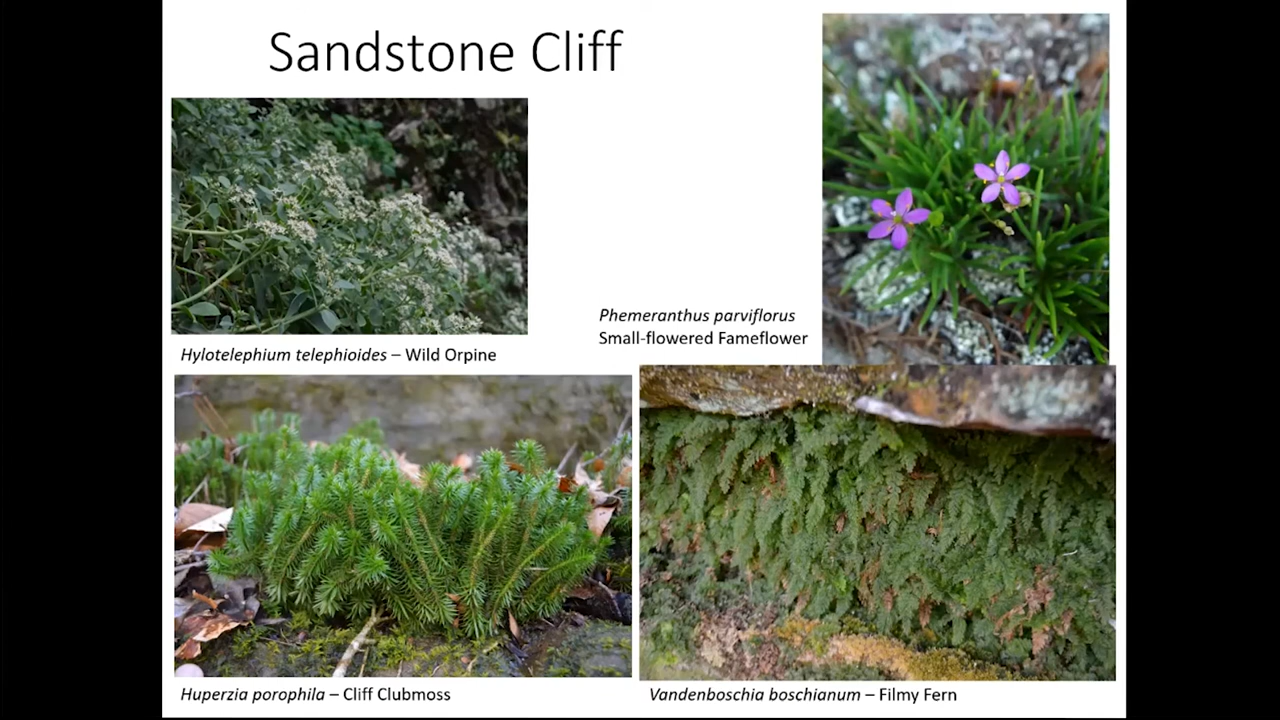 Sandstone Cliff
Phemeranthus parviflorus
Small-flowered Fameflower
Hylotelephium telephioides – Wild Orpine
Huperzia porophila – Cliff Clubmoss
Vandenboschia boschianum – Filmy Fern